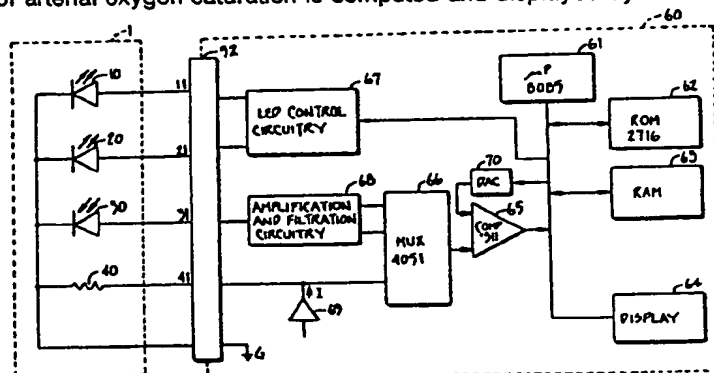 of arterial oxygen saturation is computed and displayed by
1
60
92
10
11
67
LED CONTROL
CIRCUITRY
61
μP
8085
62
ROM
2716
20
21
68
AMPLIFICATION
AND FILTRATION
CIRCUITRY
66
MUX
4051
70
DAC
65
COMP
311
63
RAM
30
31
40
41
I
69
G
64
DISPLAY